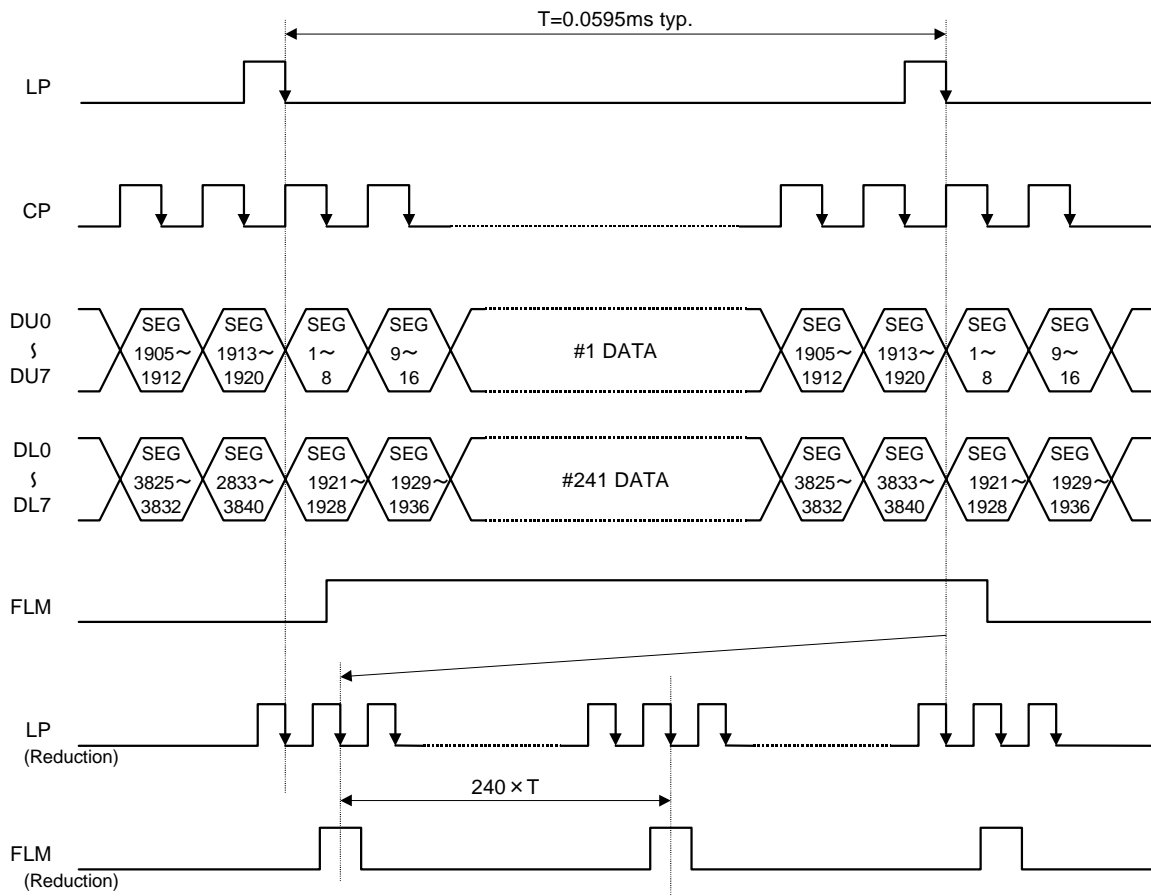 T=0.0595ms typ.
LP
CP
DU0
∫
DU7
SEG
1905～
1912
SEG
1913～
1920
SEG
1～
8
SEG
9～
16
#1 DATA
SEG
1905～
1912
SEG
1913～
1920
SEG
1～
8
SEG
9～
16
DL0
∫
DL7
SEG
3825～
3832
SEG
2833～
3840
SEG
1921～
1928
SEG
1929～
1936
#241 DATA
SEG
3825～
3832
SEG
3833～
3840
SEG
1921～
1928
SEG
1929～
1936
FLM
LP
(Reduction)
240×T
FLM
(Reduction)